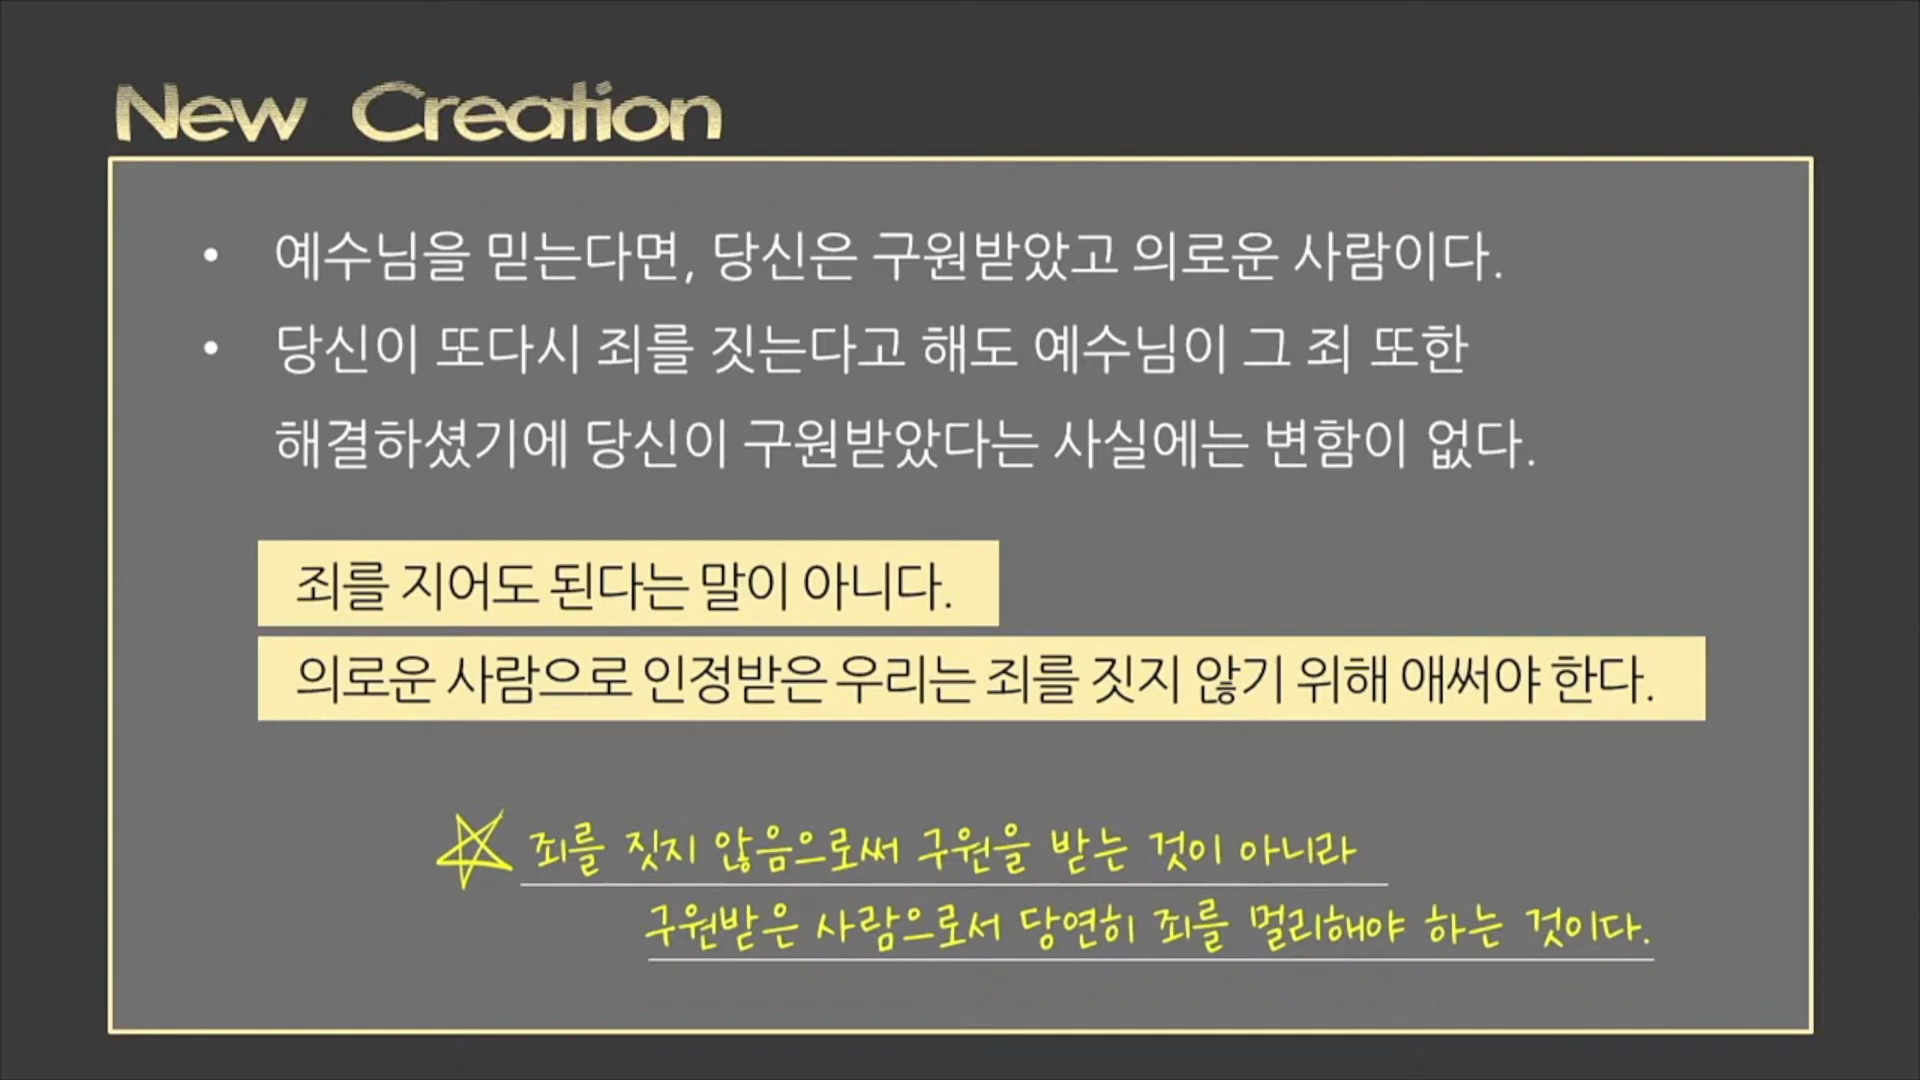 New Creation
• 예수님을 믿는다면, 당신은 구원받았고 의로운 사람이다.
• 당신이 또다시 죄를 짓는다고 해도 예수님이 그 죄 또한
해결하셨기에 당신이 구원받았다는 사실에는 변함이 없다.
죄를 지어도 된다는 말이 아니다.
의로운 사람으로 인정받은 우리는 죄를 짓지 않기 위해 애써야 한다.
죄를 짓지 않음으로써 구원을 받는 것이 아니라
구원받은 사람으로서 당연히 죄를 멀리해야 하는 것이다.